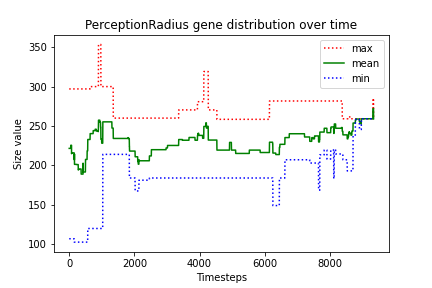 PerceptionRadius gene distribution over time
350
300
250
200
150
100
Size value
max
mean
min
0
2000
4000
6000
8000
Timesteps